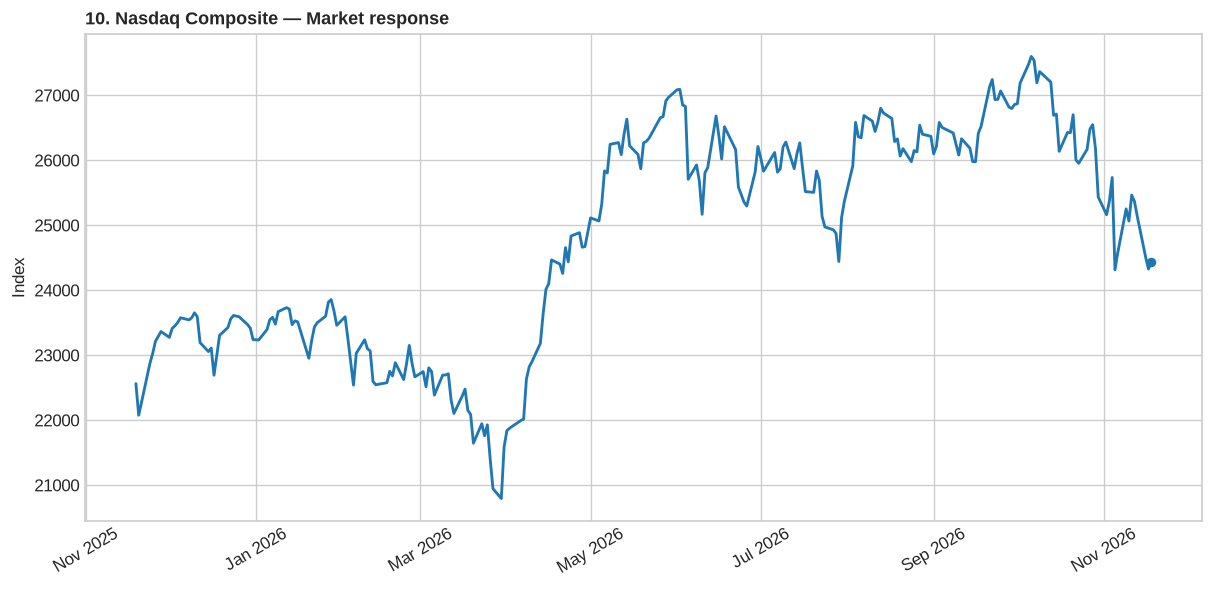 10. Nasdaq Composite — Market response
Index
27000
26000
25000
24000
23000
22000
21000
Nov 2025
Jan 2026
Mar 2026
May 2026
Jul 2026
Sep 2026
Nov 2026